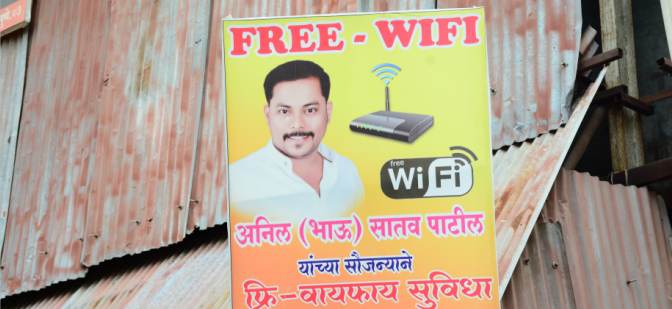 FREE - WIFI
free
WiFi
अनिल (भाऊ) सातव पाटील
यांच्या सौजन्याने
फ्रि-वायफाय सुविधा